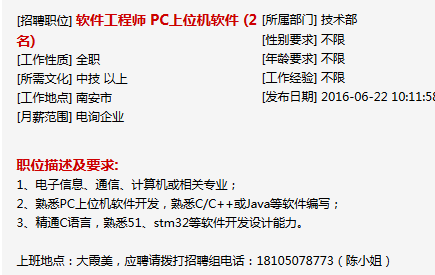 [招聘职位] 软件工程师 PC上位机软件 (2名)
[所属部门] 技术部
[性别要求] 不限
[工作性质] 全职
[年龄要求] 不限
[所需文化] 中技 以上
[工作经验] 不限
[工作地点] 南安市
[发布日期] 2016-06-22 10:11:58
[月薪范围] 电询企业
职位描述及要求:
1、电子信息、通信、计算机或相关专业；
2、熟悉PC上位机软件开发，熟悉C/C++或Java等软件编写；
3、精通C语言，熟悉51、stm32等软件开发设计能力。
上班地点：大霞美，应聘请拨打招聘组电话：18105078773（陈小姐）